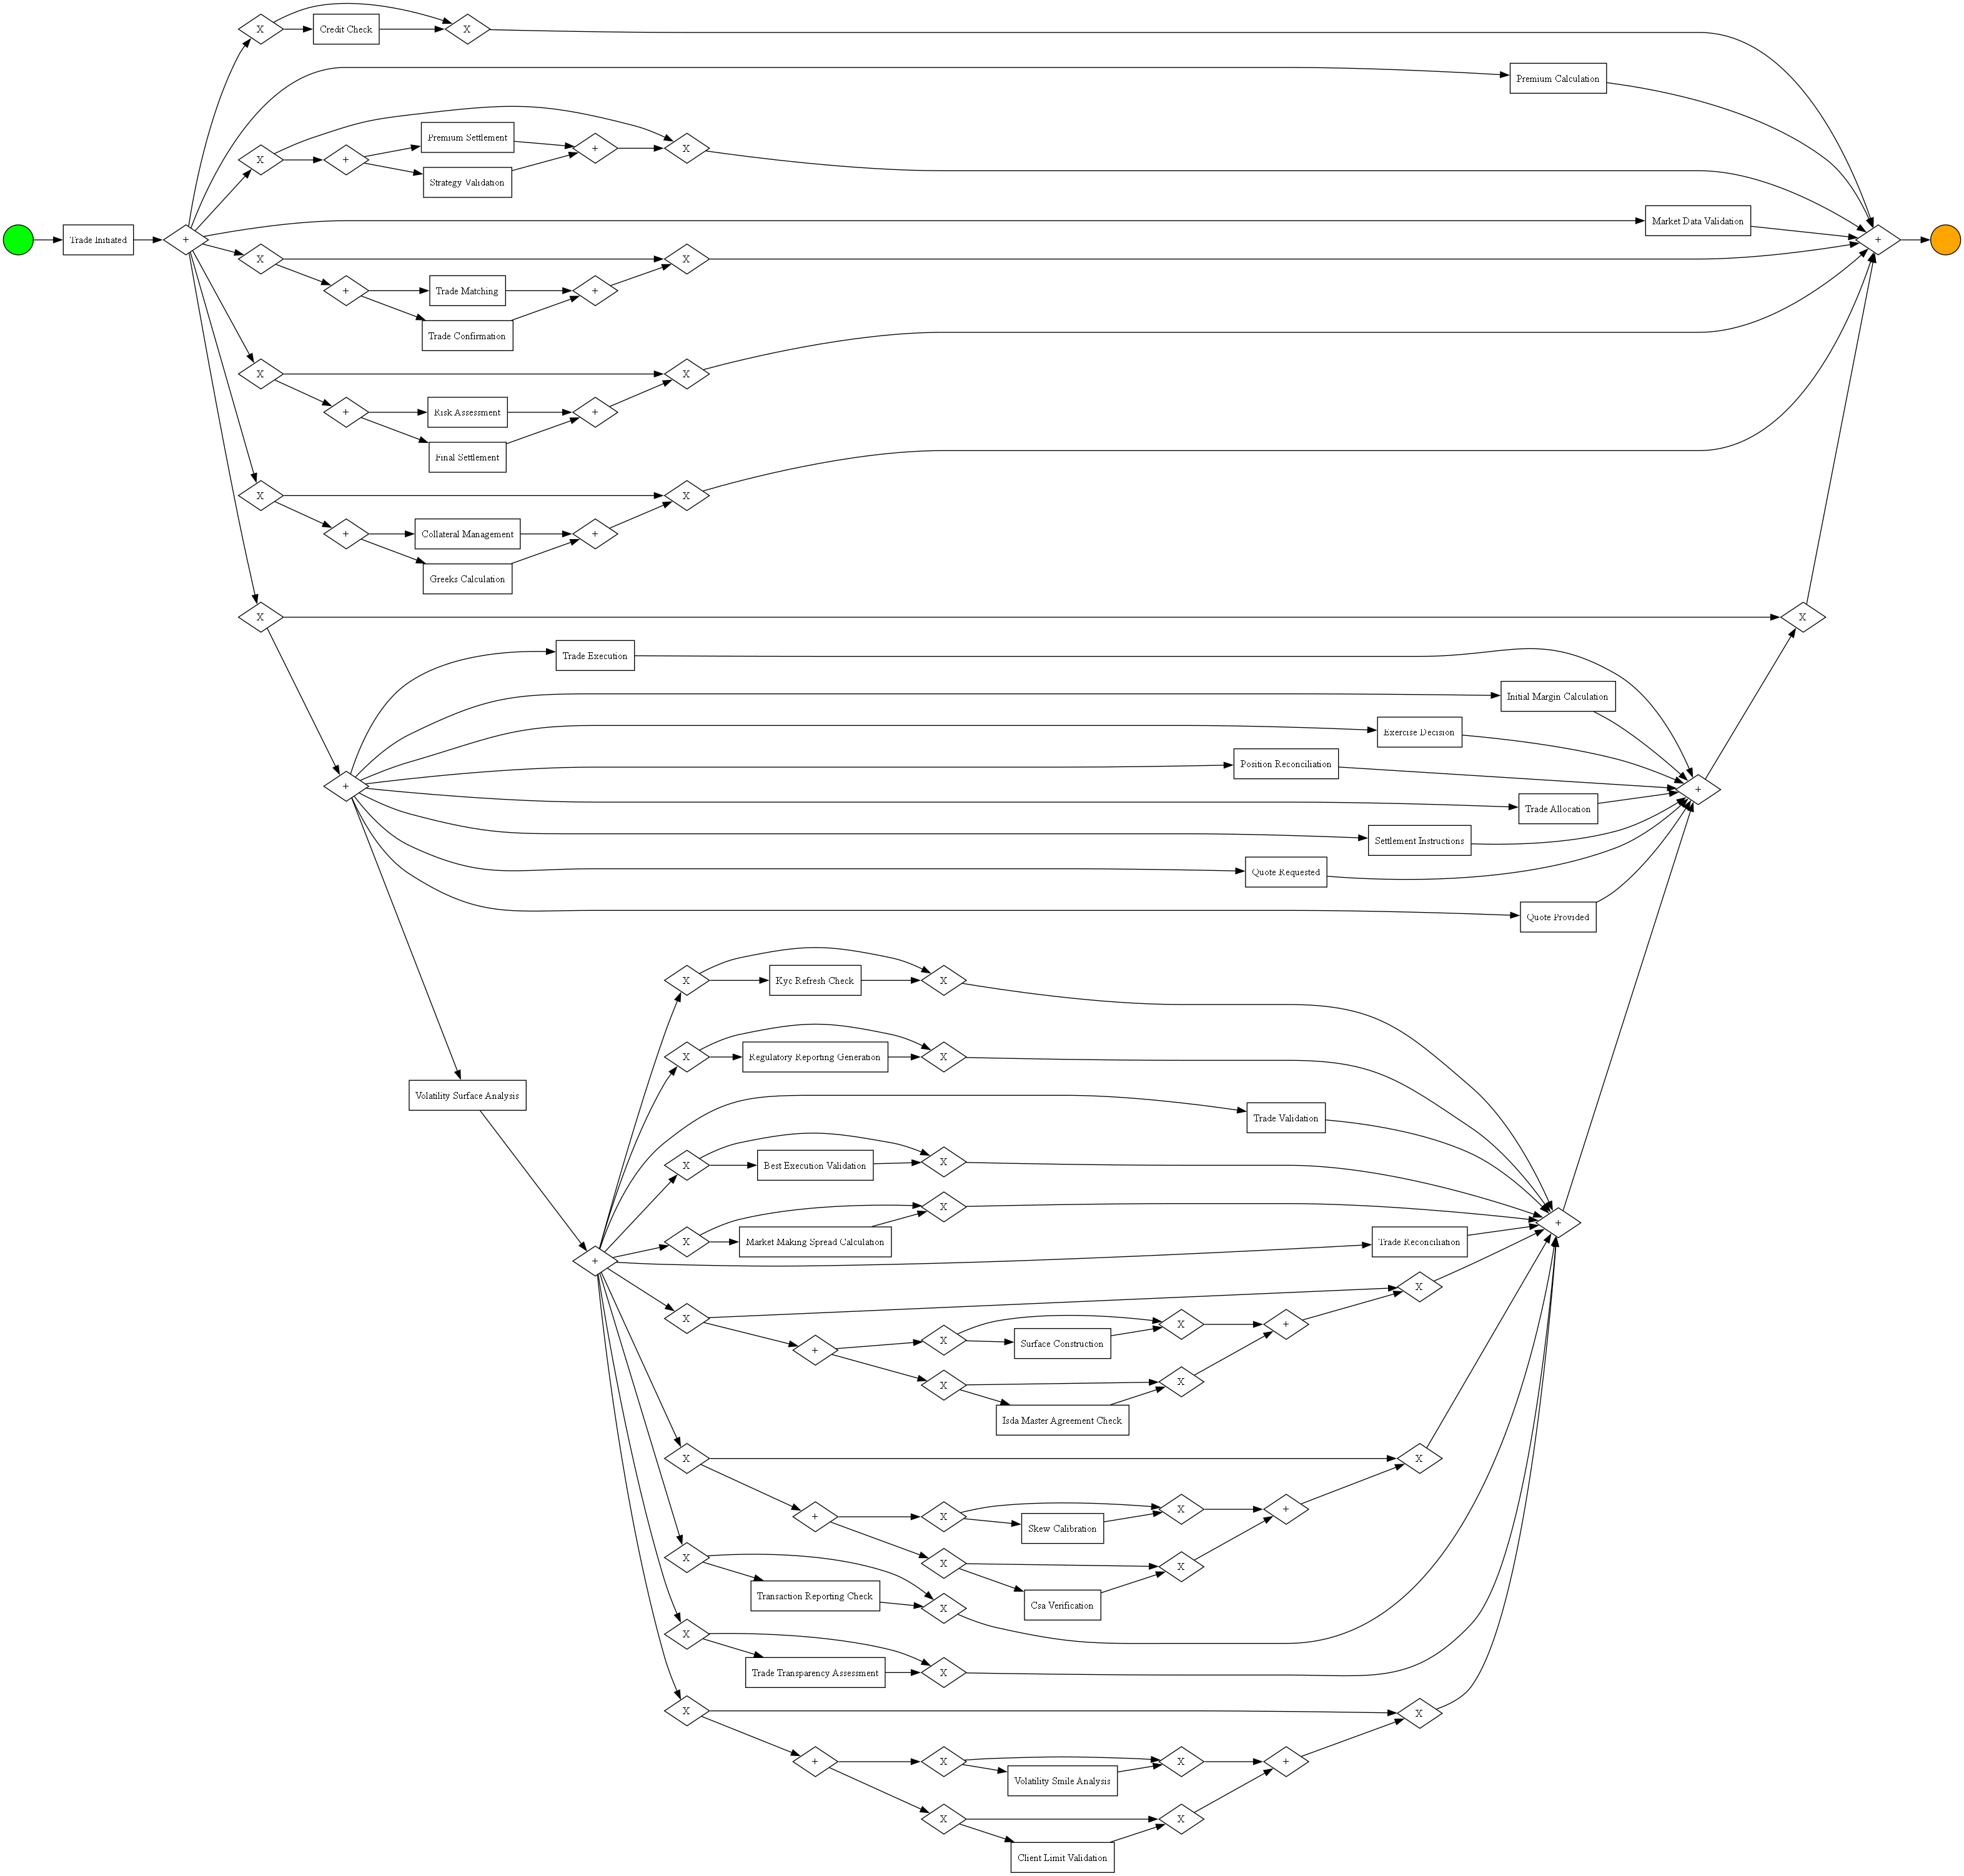 X
Credit Check
X
Premium Calculation
Premium Settlement
X
+
+
X
Strategy Validation
Market Data Validation
Trade Initiated
+
+
X
X
Trade Matching
+
+
Trade Confirmation
X
X
+
Risk Assessment
+
Final Settlement
X
X
+
Collateral Management
+
Greeks Calculation
X
X
Trade Execution
Initial Margin Calculation
Exercise Decision
Position Reconciliation
+
+
Trade Allocation
Settlement Instructions
Quote Requested
Quote Provided
X
Kyc Refresh Check
X
X
Regulatory Reporting Generation
X
Volatility Surface Analysis
Trade Validation
X
Best Execution Validation
X
X
+
X
Market Making Spread Calculation
Trade Reconciliation
+
X
X
+
X
Surface Construction
X
+
X
X
Isda Master Agreement Check
X
X
+
X
Skew Calibration
X
+
X
X
Csa Verification
X
Transaction Reporting Check
X
X
Trade Transparency Assessment
X
X
X
+
X
Volatility Smile Analysis
X
+
X
X
Client Limit Validation